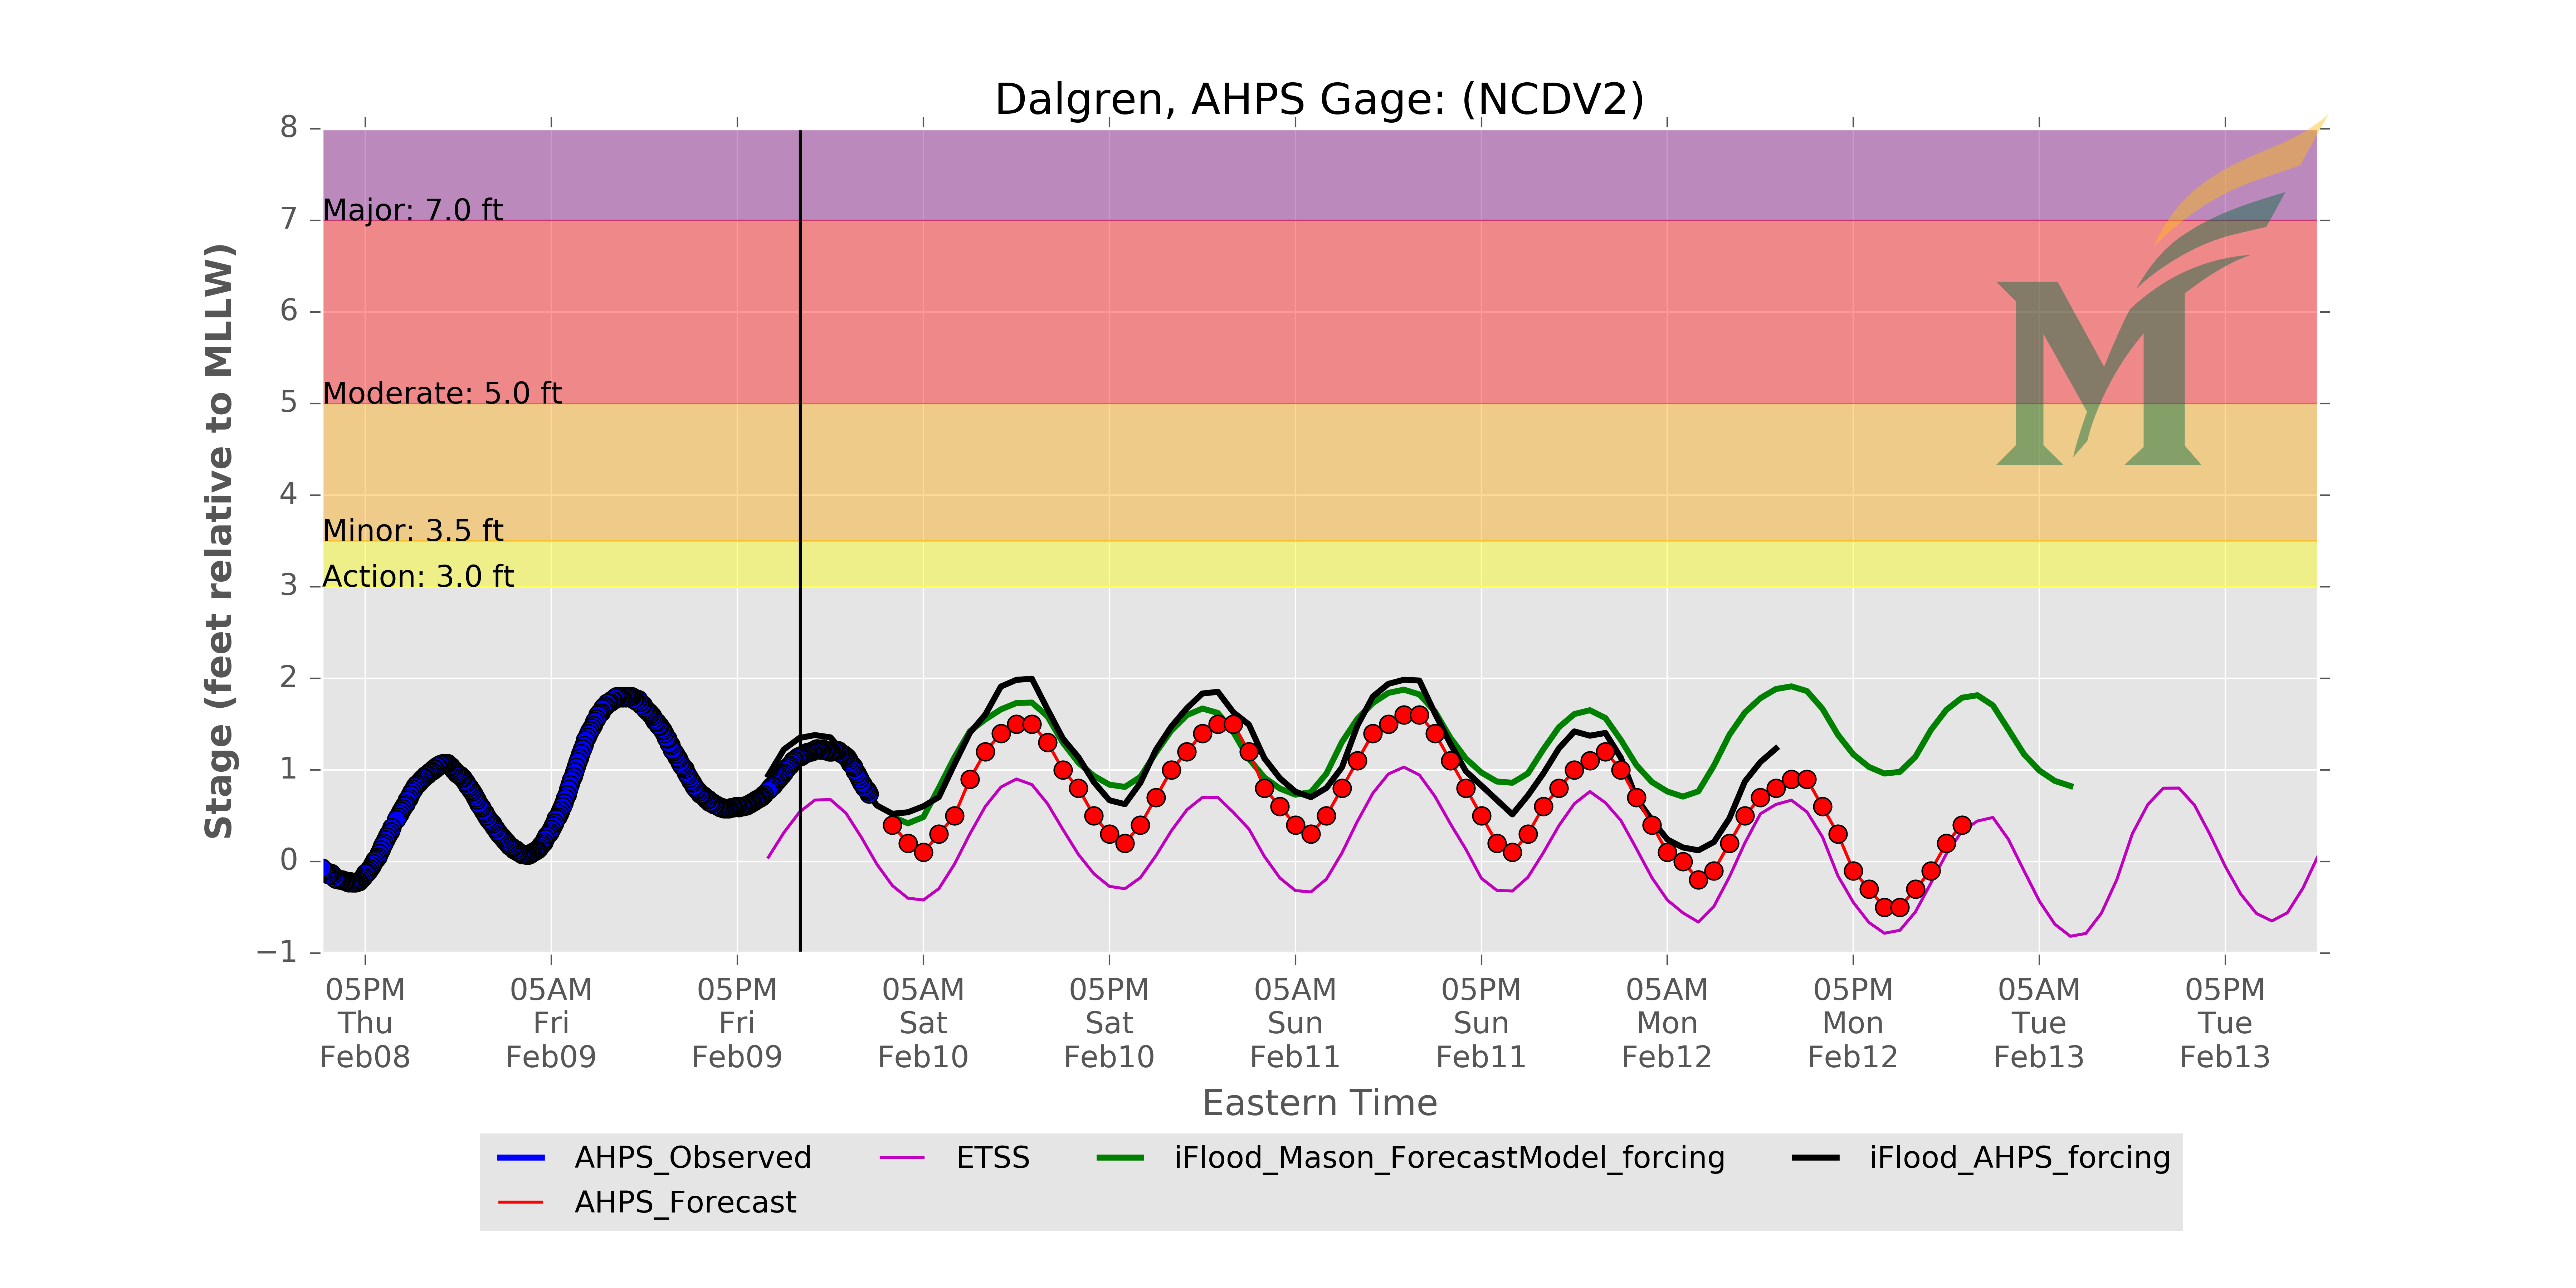 Dalgren, AHPS Gage: (NCDV2)
Stage (feet relative to MLLW)
8
7
6
5
4
3
2
1
0
−1
Major: 7.0 ft
Moderate: 5.0 ft
Minor: 3.5 ft
Action: 3.0 ft
M
05PM 05AM 05PM 05AM 05PM 05AM 05PM 05AM 05PM 05AM 05PM
Thu Fri Fri Sat Sat Sun Sun Mon Mon Tue Tue
Feb08 Feb09 Feb09 Feb10 Feb10 Feb11 Feb11 Feb12 Feb12 Feb13 Feb13
Eastern Time
AHPS_Observed ETSS iFlood_Mason_ForecastModel_forcing iFlood_AHPS_forcing
AHPS_Forecast